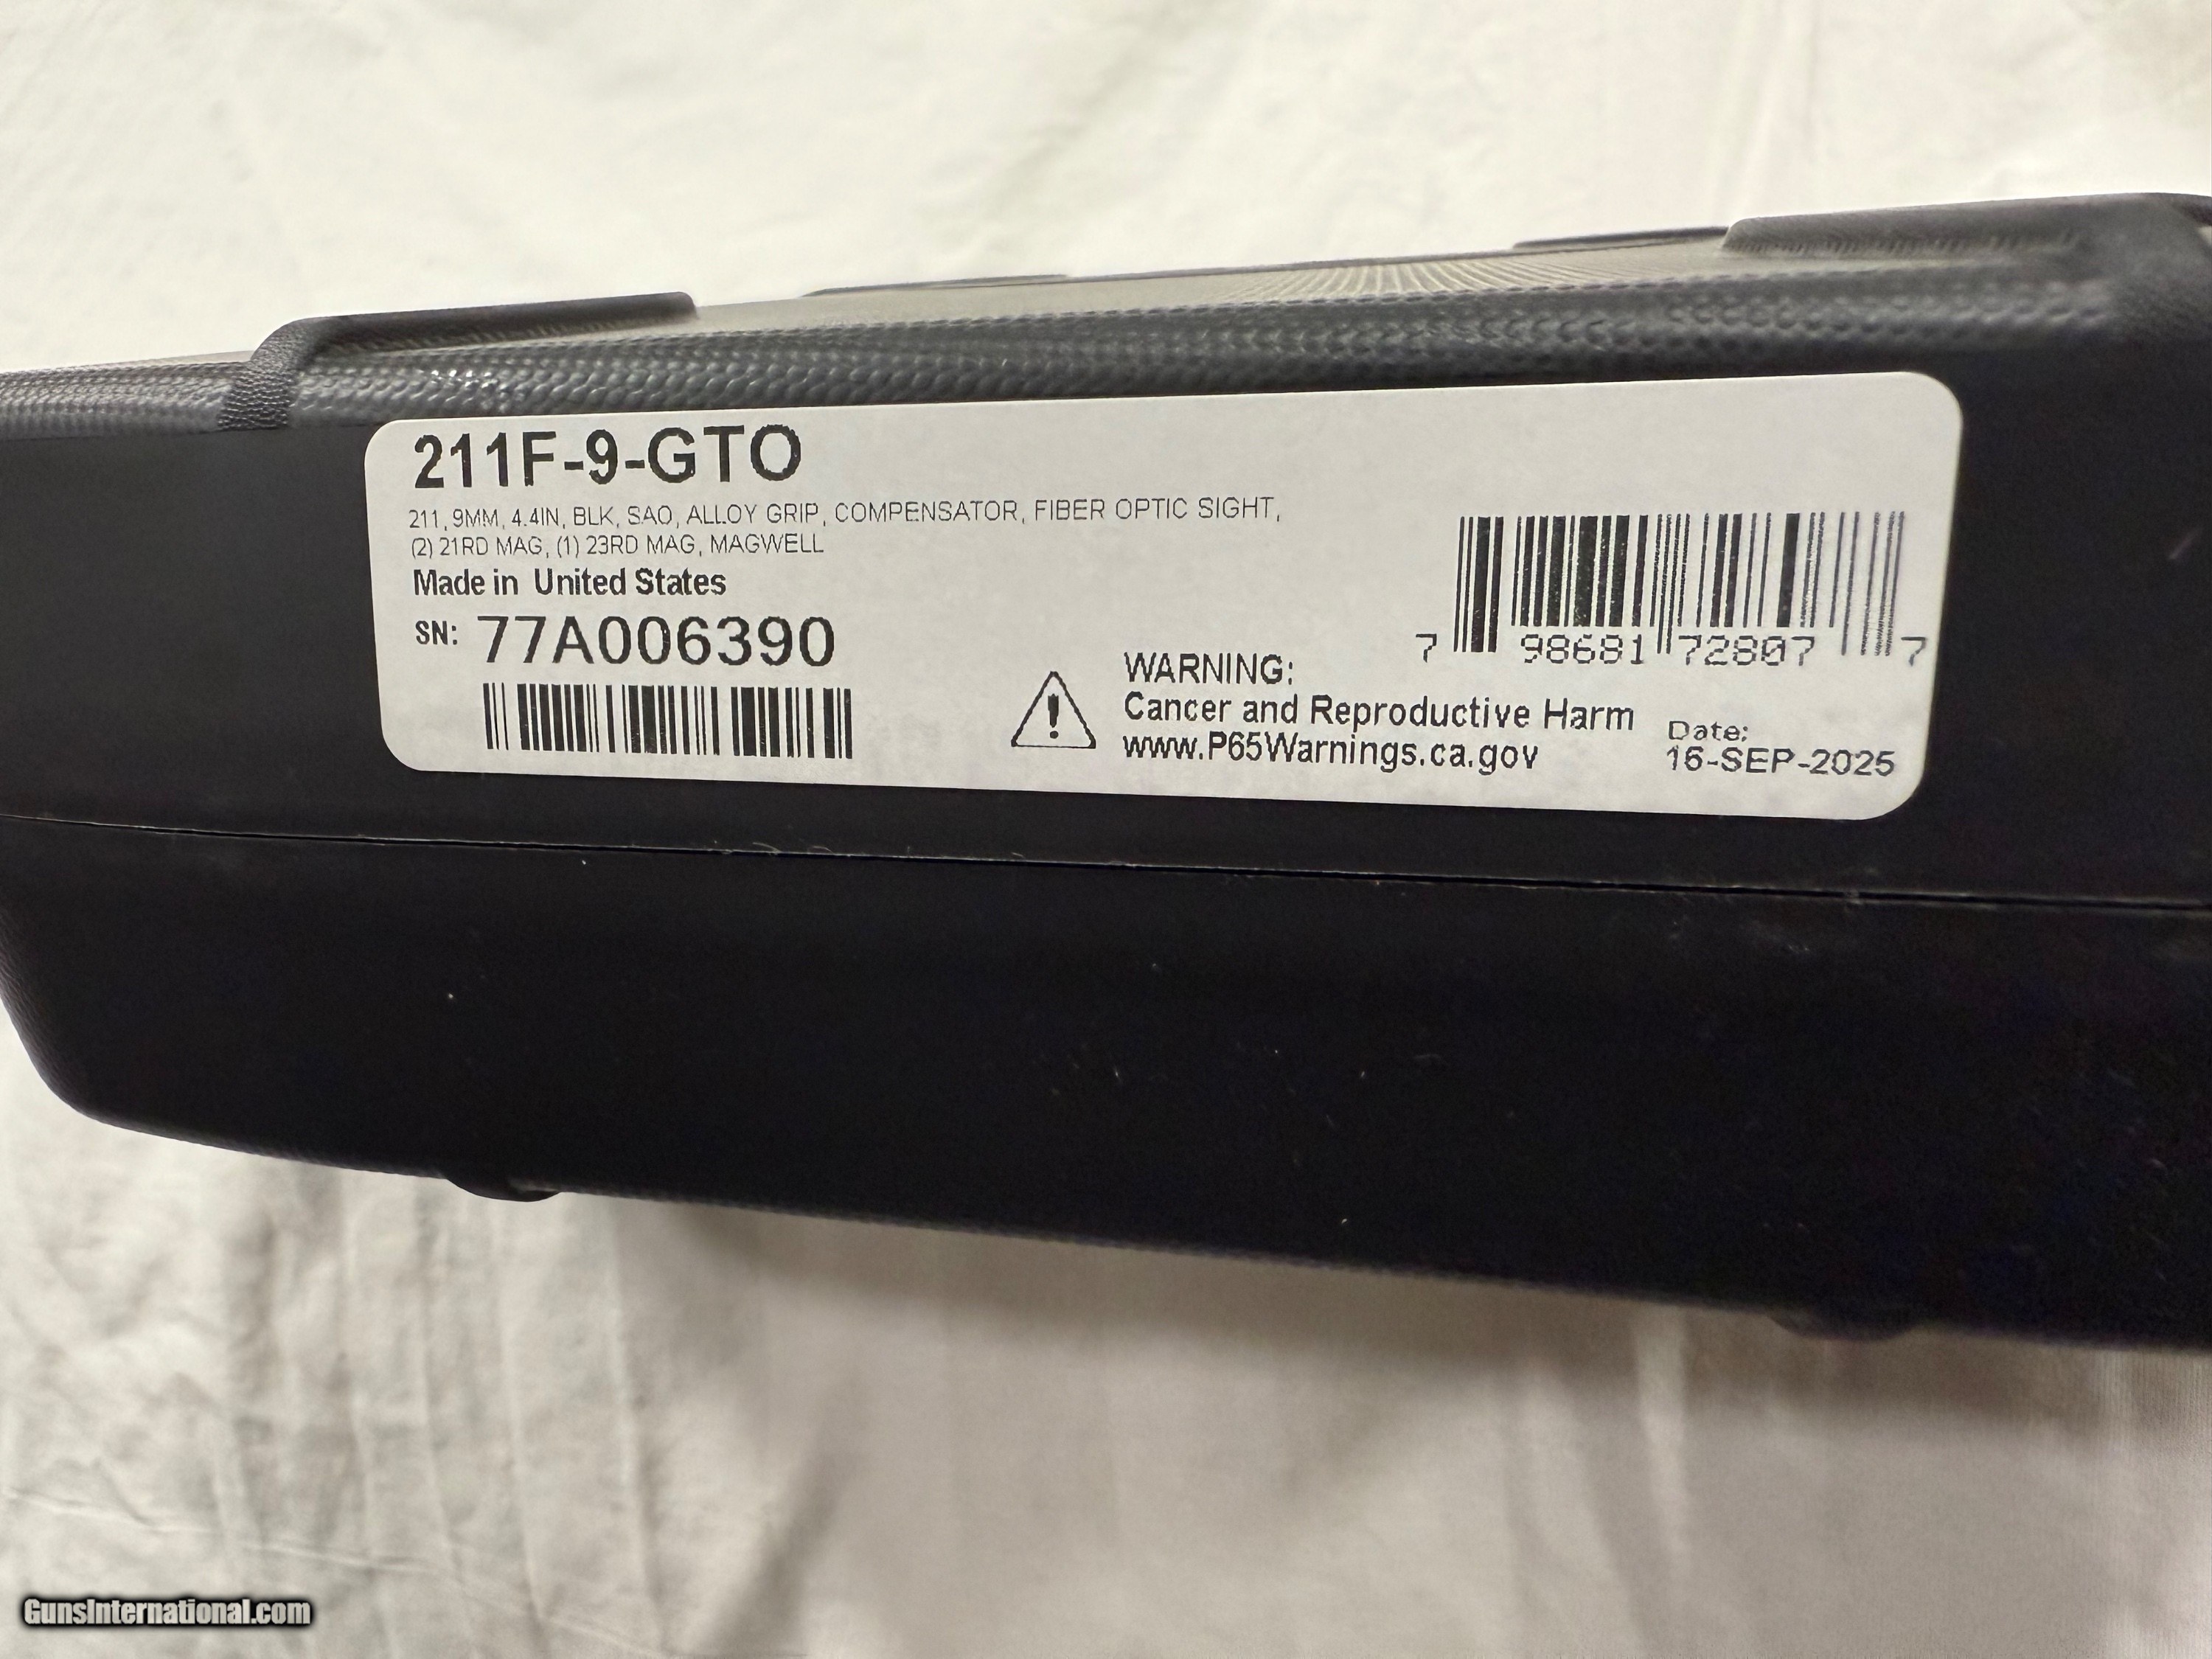 211F-9-GTO
211, 9MM, 4.4IN, BLK, SAO, ALLOY GRIP, COMPENSATOR, FIBER OPTIC SIGHT,
(2) 21RD MAG, (1) 23RD MAG, MAGWELL
Made in United States
SN: 77A006390
7 98681 72807 7
WARNING:
Cancer and Reproductive Harm
www.P65Warnings.ca.gov
Date:
16-SEP-2025
GunsInternational.com